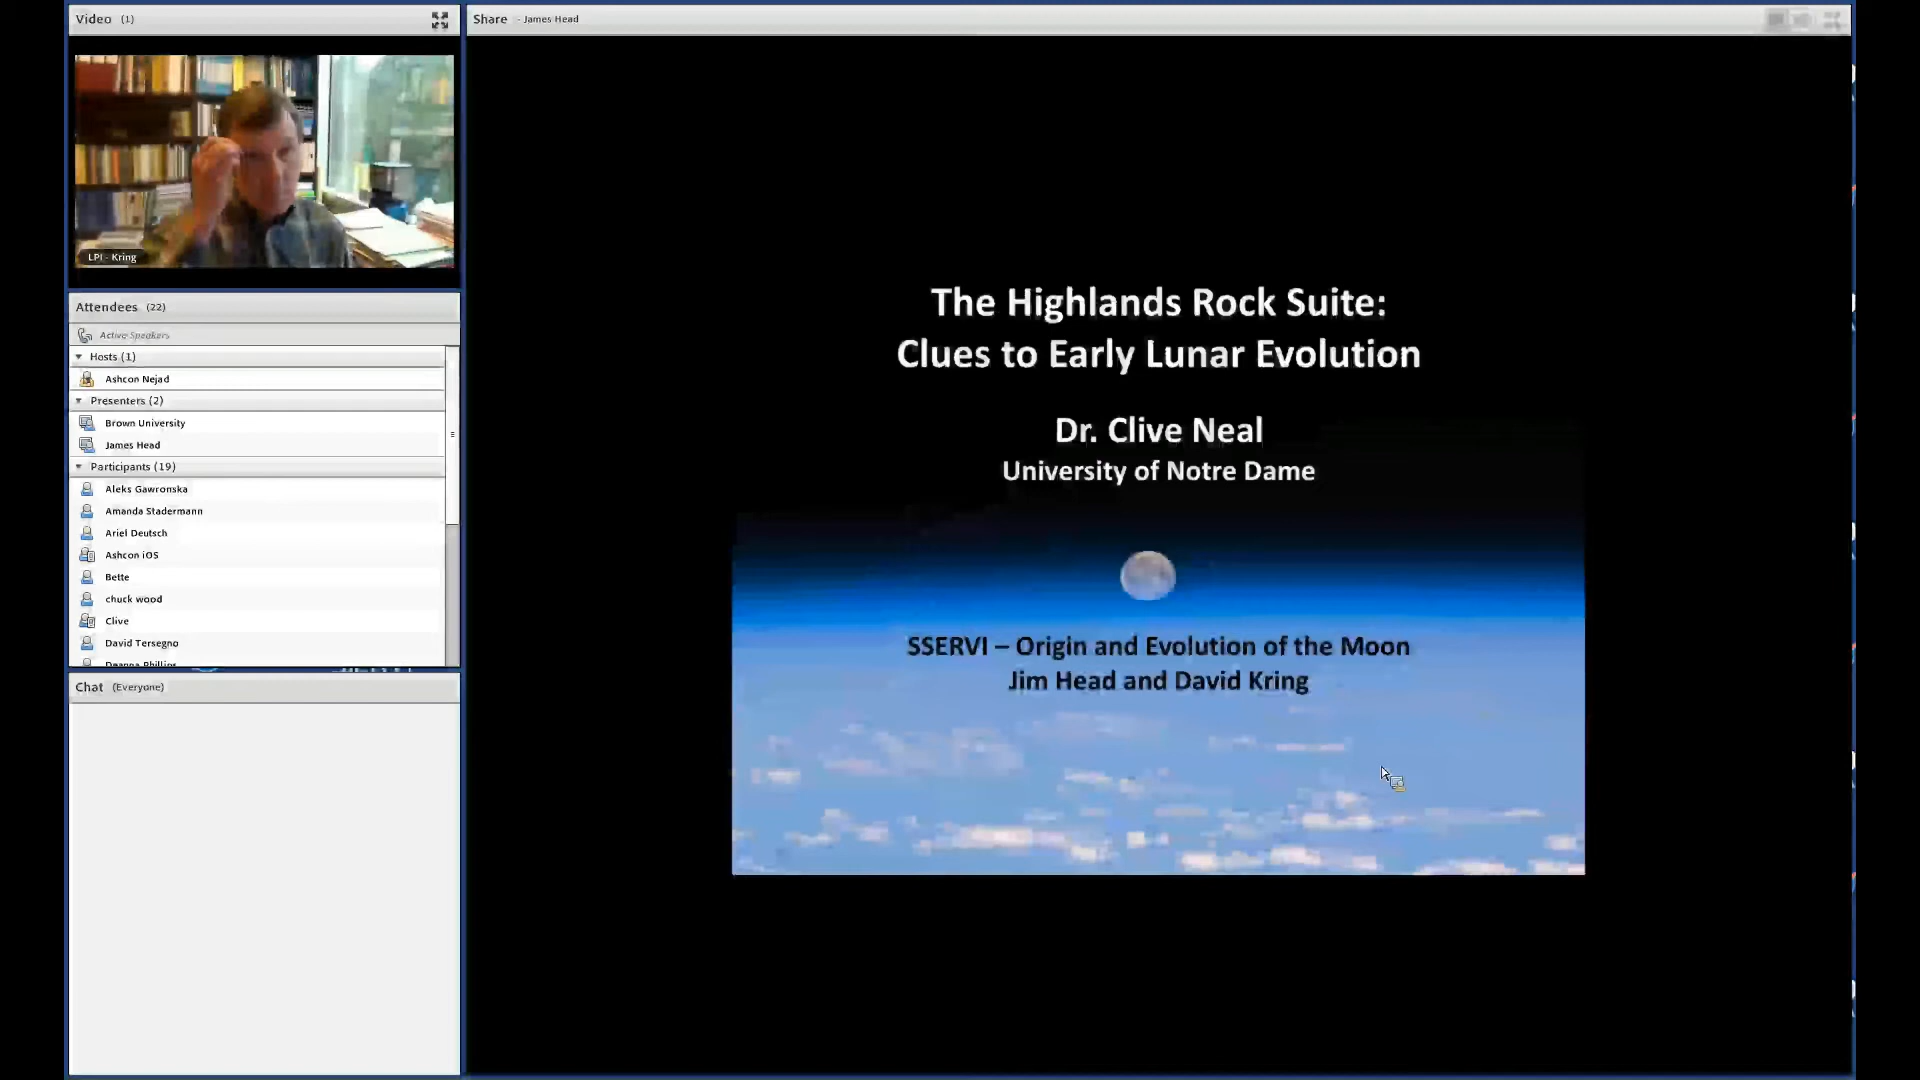 Video (1)
LPI - Kring
Attendees (22)
Active Speakers
Hosts (1)
Ashcon Nejad
Presenters (2)
Brown University
James Head
Participants (19)
Aleks Gawronska
Amanda Stadermann
Ariel Deutsch
Ashcon iOS
Bette
chuck wood
Clive
David Tersegno
Deanna Phillips
Chat (Everyone)
Share - James Head
The Highlands Rock Suite:
Clues to Early Lunar Evolution
Dr. Clive Neal
University of Notre Dame
SSERVI – Origin and Evolution of the Moon
Jim Head and David Kring